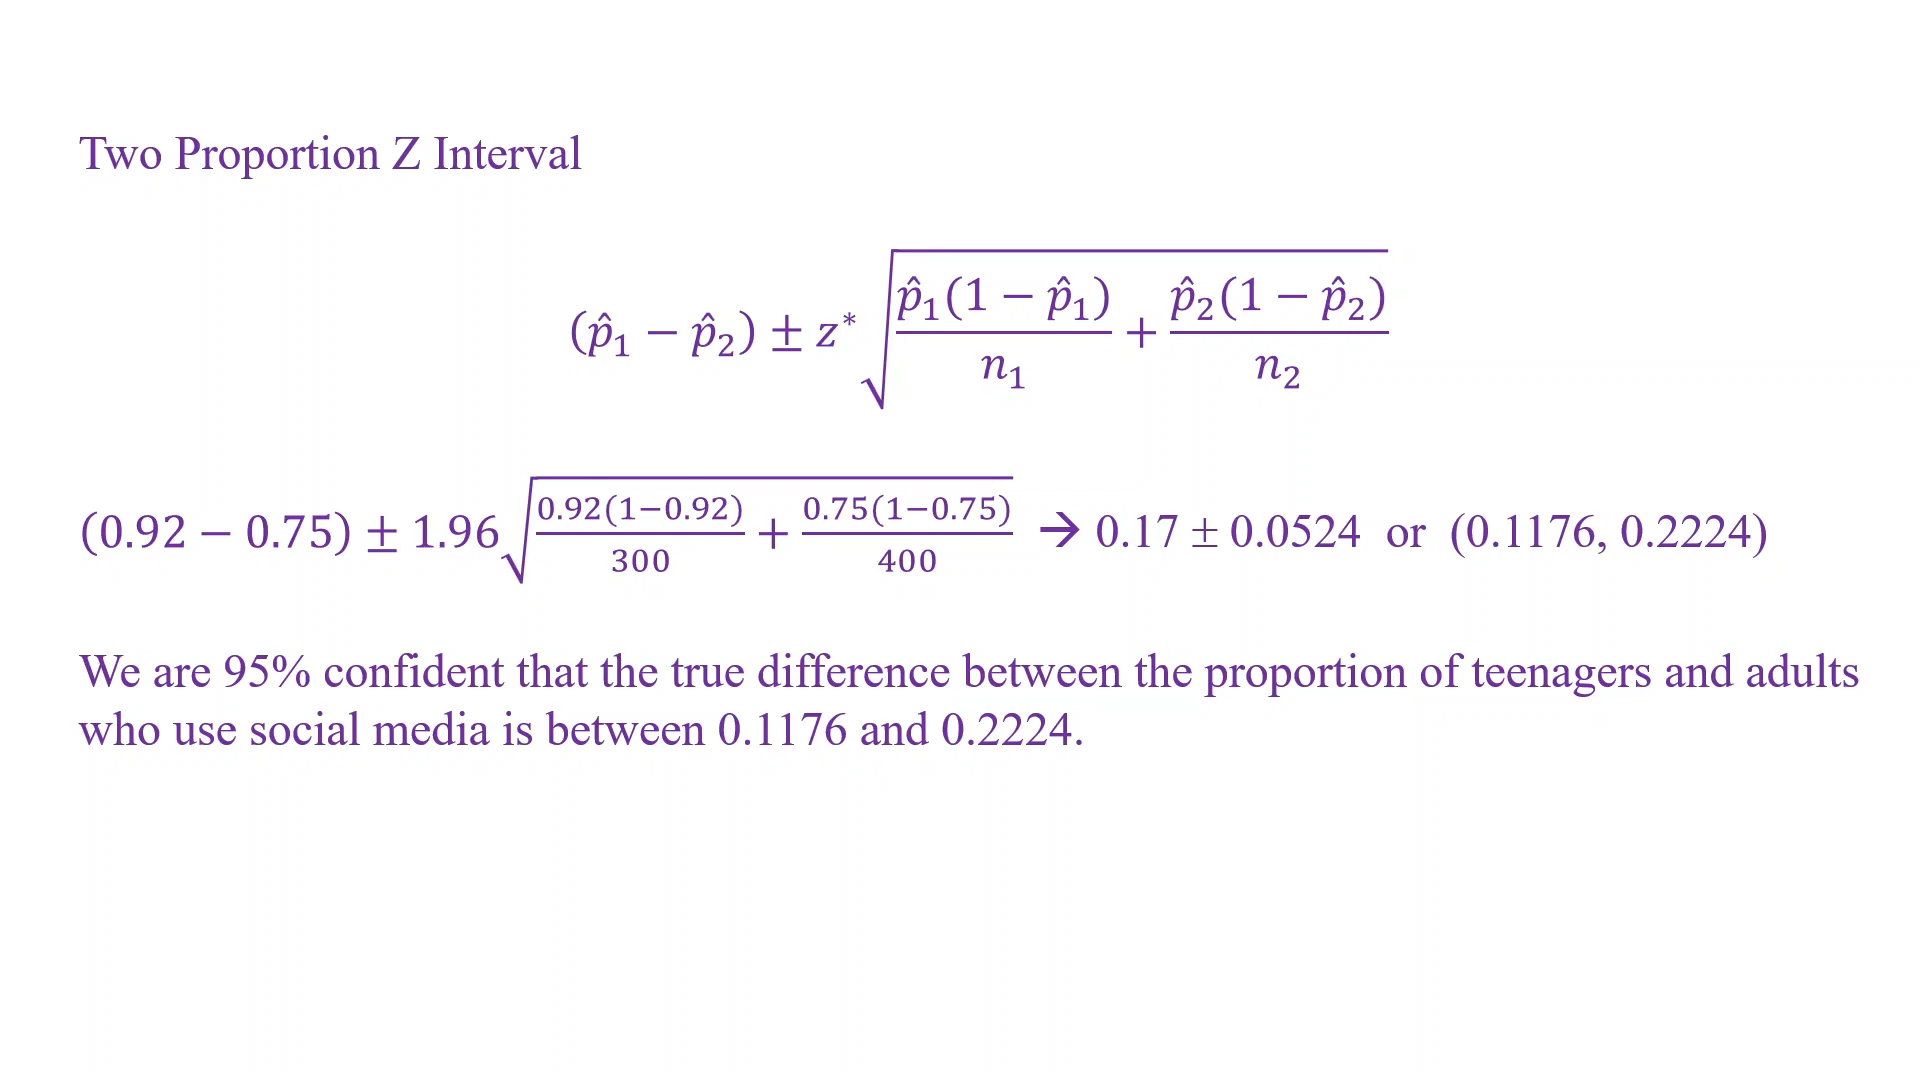 Two Proportion Z Interval
(p̂₁ − p̂₂) ± z* √( p̂₁(1 − p̂₁)/n₁ + p̂₂(1 − p̂₂)/n₂ )
(0.92 − 0.75) ± 1.96 √( 0.92(1−0.92)/300 + 0.75(1−0.75)/400 ) → 0.17 ± 0.0524 or (0.1176, 0.2224)
We are 95% confident that the true difference between the proportion of teenagers and adults
who use social media is between 0.1176 and 0.2224.